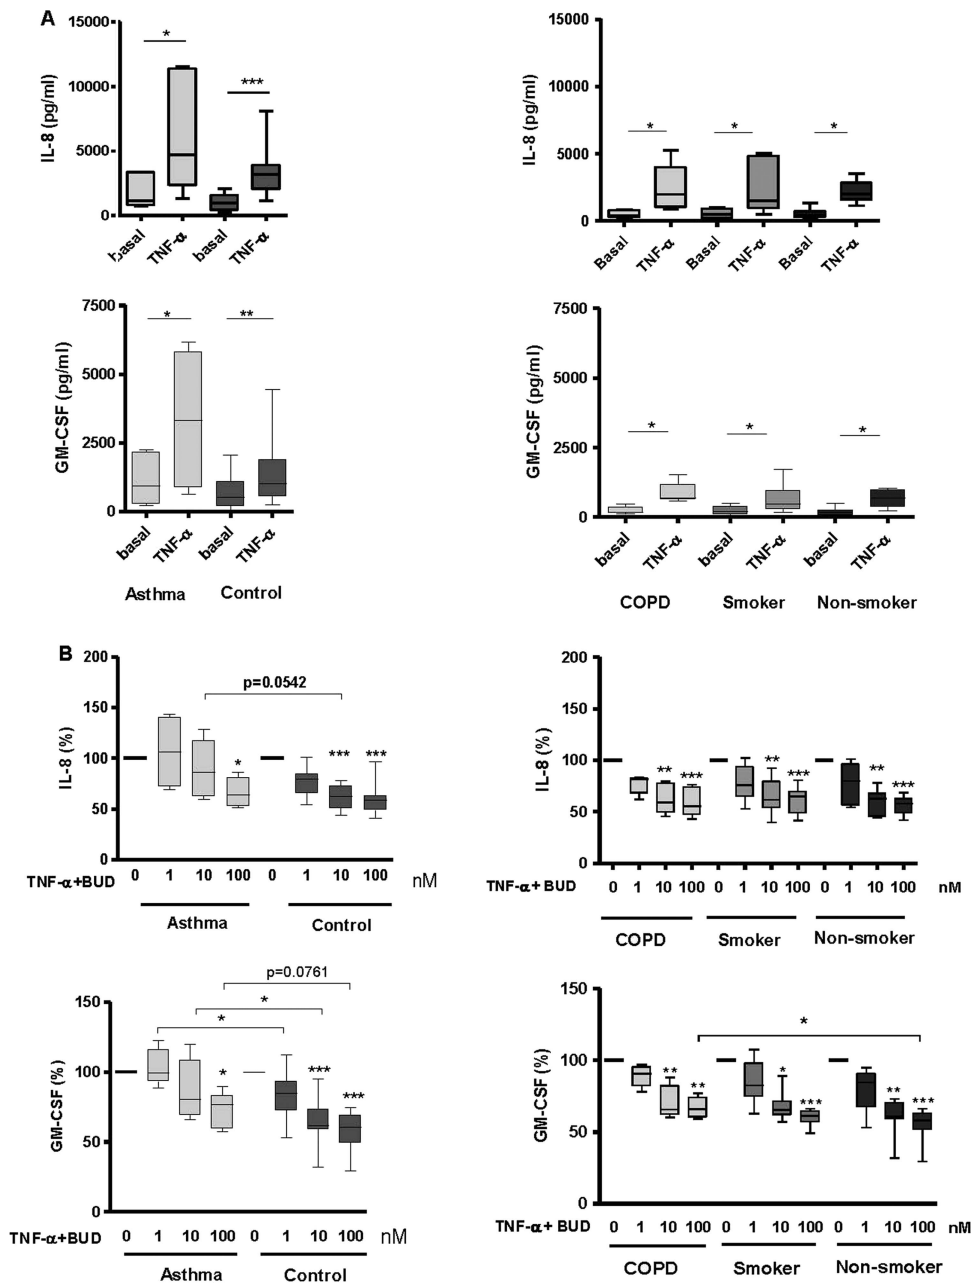 A
15000
10000
5000
0
IL-8 (pg/ml)
*
***
basal
TNF-α
basal
TNF-α
15000
10000
5000
0
IL-8 (pg/ml)
*
*
*
Basal
TNF-α
Basal
TNF-α
Basal
TNF-α
7500
5000
2500
0
GM-CSF (pg/ml)
*
**
basal
TNF-α
basal
TNF-α
Asthma Control
7500
5000
2500
0
GM-CSF (pg/ml)
*
*
*
basal
TNF-α
basal
TNF-α
basal
TNF-α
COPD Smoker Non-smoker
B
200
150
100
50
0
IL-8 (%)
p=0.0542
*
***
***
TNF-α+BUD 0 1 10 100 0 1 10 100 nM
Asthma Control
200
150
100
50
0
IL-8 (%)
**
***
**
***
**
***
TNF-α+ BUD 0 1 10 100 0 1 10 100 0 1 10 100 nM
COPD Smoker Non-smoker
150
100
50
0
GM-CSF (%)
p=0.0761
*
*
*
***
***
TNF-α+BUD 0 1 10 100 0 1 10 100 nM
Asthma Control
150
100
50
0
GM-CSF (%)
*
**
**
*
***
**
***
TNF-α + BUD 0 1 10 100 0 1 10 100 0 1 10 100 nM
COPD Smoker Non-smoker